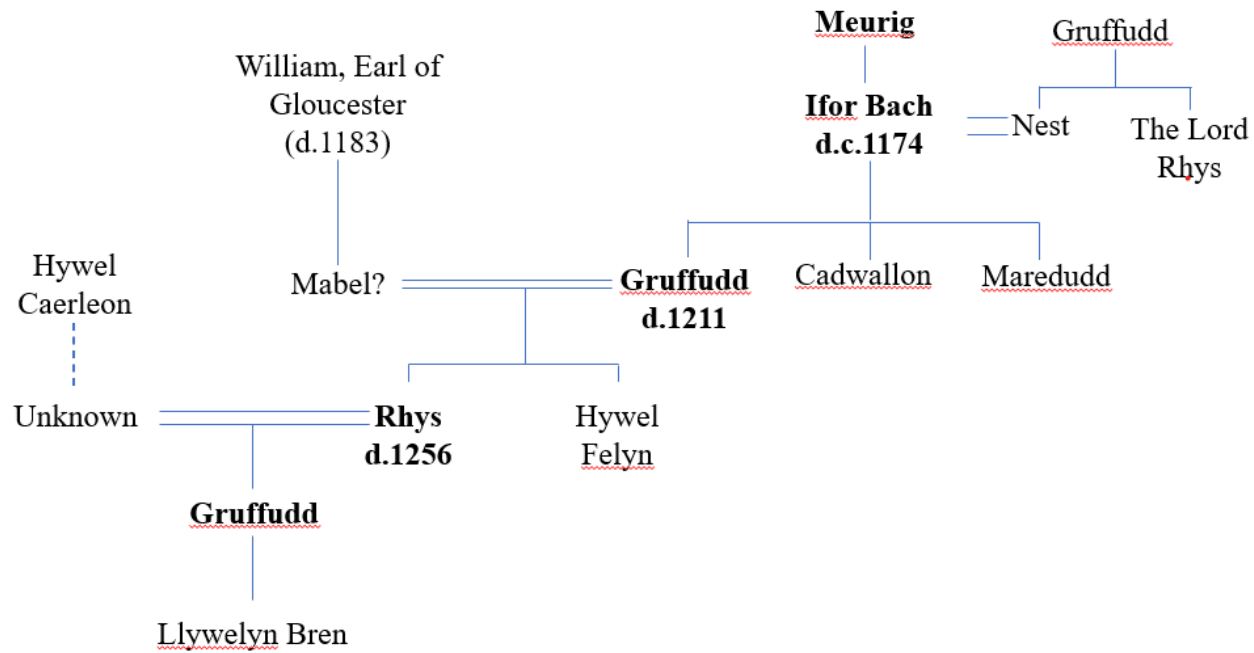 Meurig
Gruffudd
William, Earl of
Gloucester
(d.1183)
Ifor Bach
d.c.1174
Nest
The Lord
Rhys
Hywel
Caerleon
Mabel?
Gruffudd
d.1211
Cadwallon
Maredudd
Unknown
Rhys
d.1256
Hywel
Felyn
Gruffudd
Llywelyn Bren